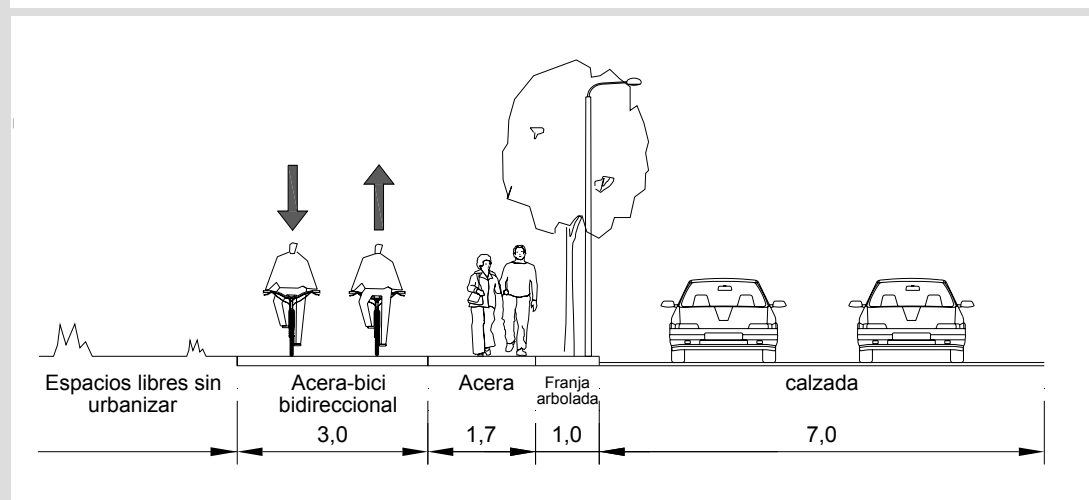 Espacios libres sin
urbanizar
Acera-bici
bidireccional
Acera
Franja
arbolada
calzada
3,0
1,7
1,0
7,0